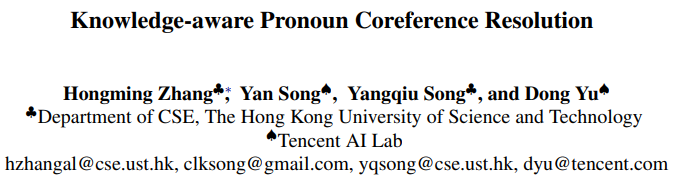 Knowledge-aware Pronoun Coreference Resolution
Hongming Zhang♣,* Yan Song♠, Yangqiu Song♣, and Dong Yu♠
♣Department of CSE, The Hong Kong University of Science and Technology
♠Tencent AI Lab
hzhangal@cse.ust.hk, clksong@gmail.com, yqsong@cse.ust.hk, dyu@tencent.com